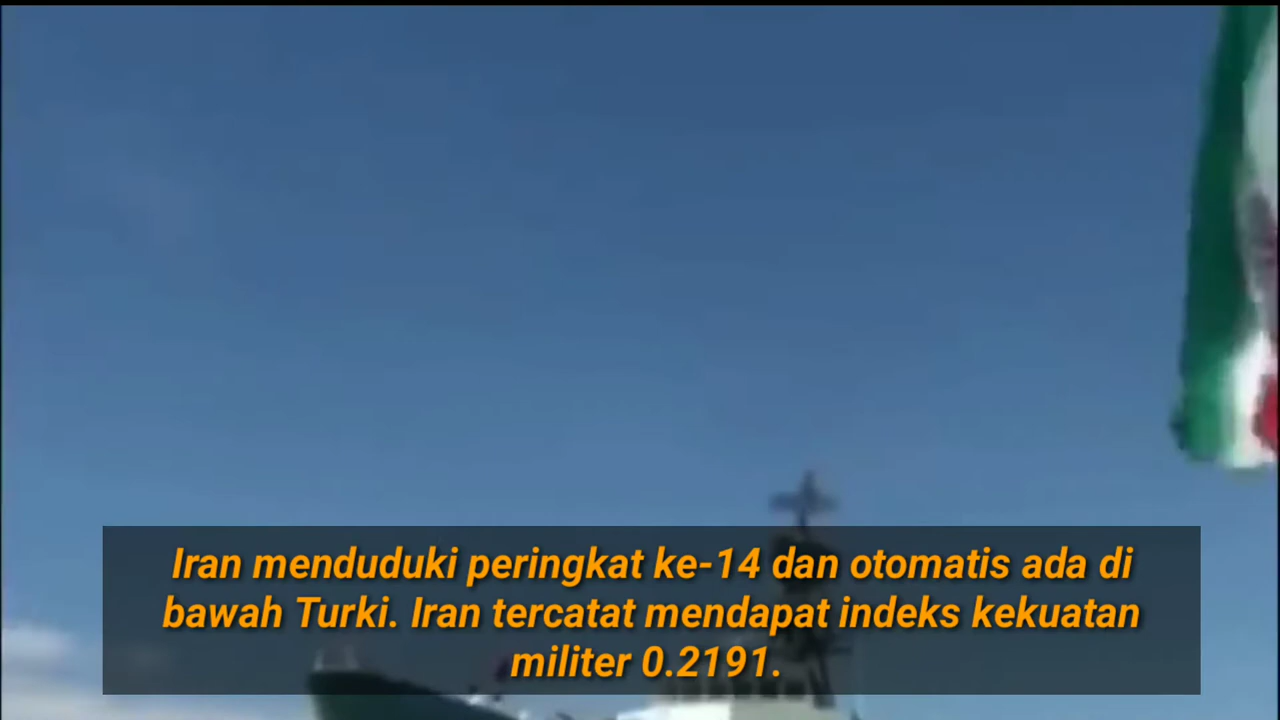 Iran menduduki peringkat ke-14 dan otomatis ada di
bawah Turki. Iran tercatat mendapat indeks kekuatan
militer 0.2191.